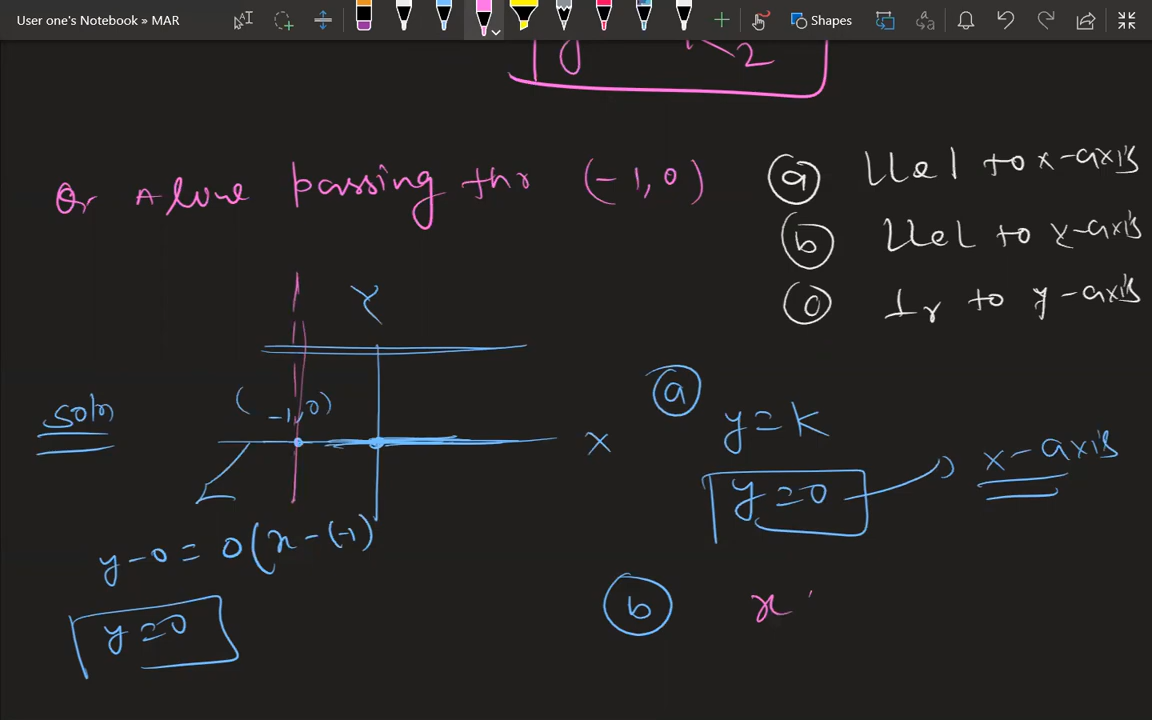 User one's Notebook » MAR
Shapes
y 2
Q. A line passing thr (-1,0)
(a) llel to x-axis
(b) llel to y-axis
(c) ⊥r to y-axis
Y
(-1,0)
X
Soln
y-0 = 0(x-(-1)
y=0
(a)
y=k
y=0
x-axis
(b) x